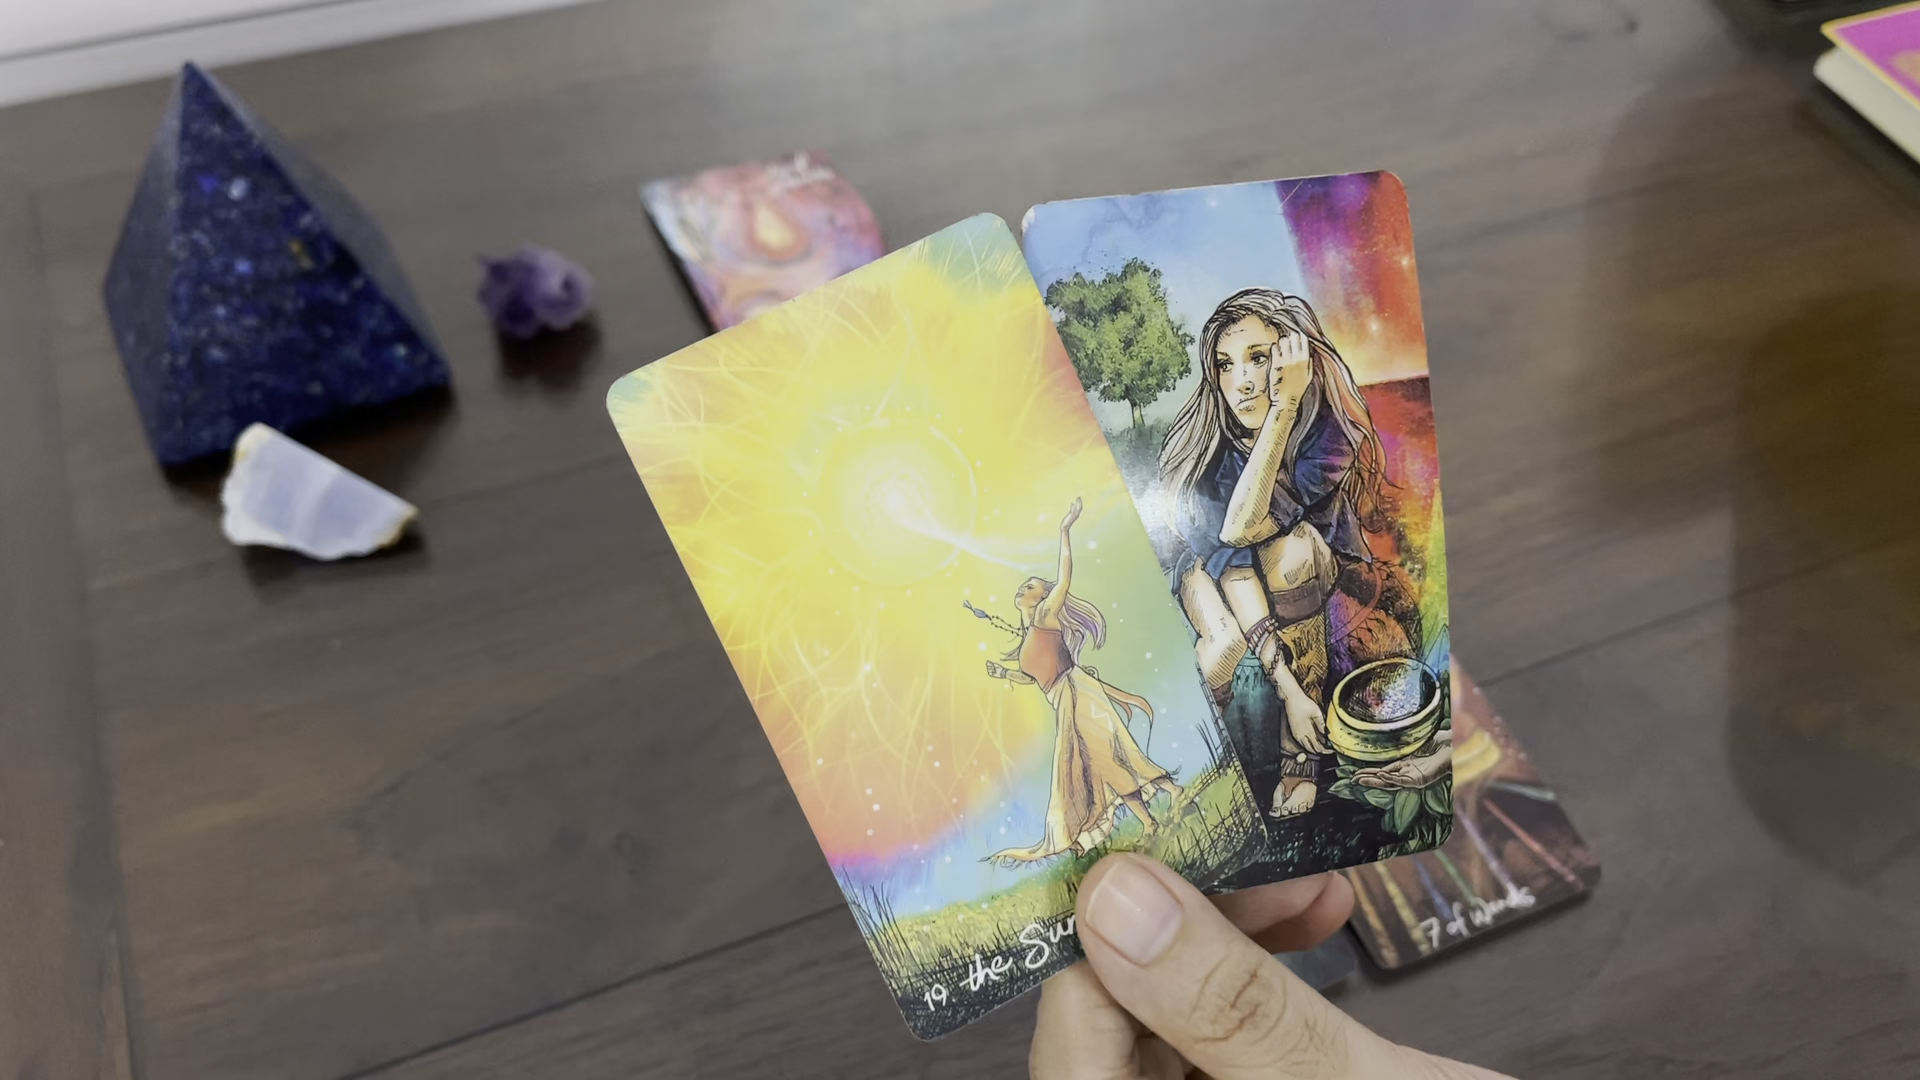 19. the Sun
7 of Wands